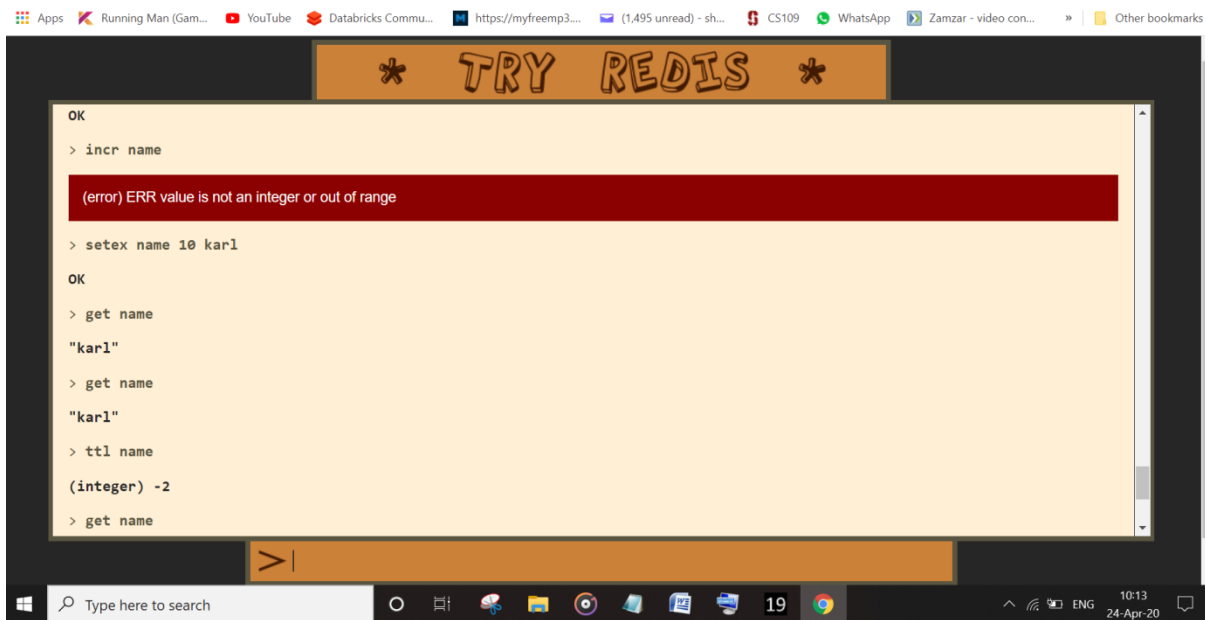 Apps Running Man (Gam... YouTube Databricks Commu... https://myfreemp3.... (1,495 unread) - sh... CS109 WhatsApp Zamzar - video con... » Other bookmarks
* TRY REDIS *
OK
> incr name
(error) ERR value is not an integer or out of range
> setex name 10 karl
OK
> get name
"karl"
> get name
"karl"
> ttl name
(integer) -2
> get name
>
Type here to search 19 ENG 10:13
24-Apr-20